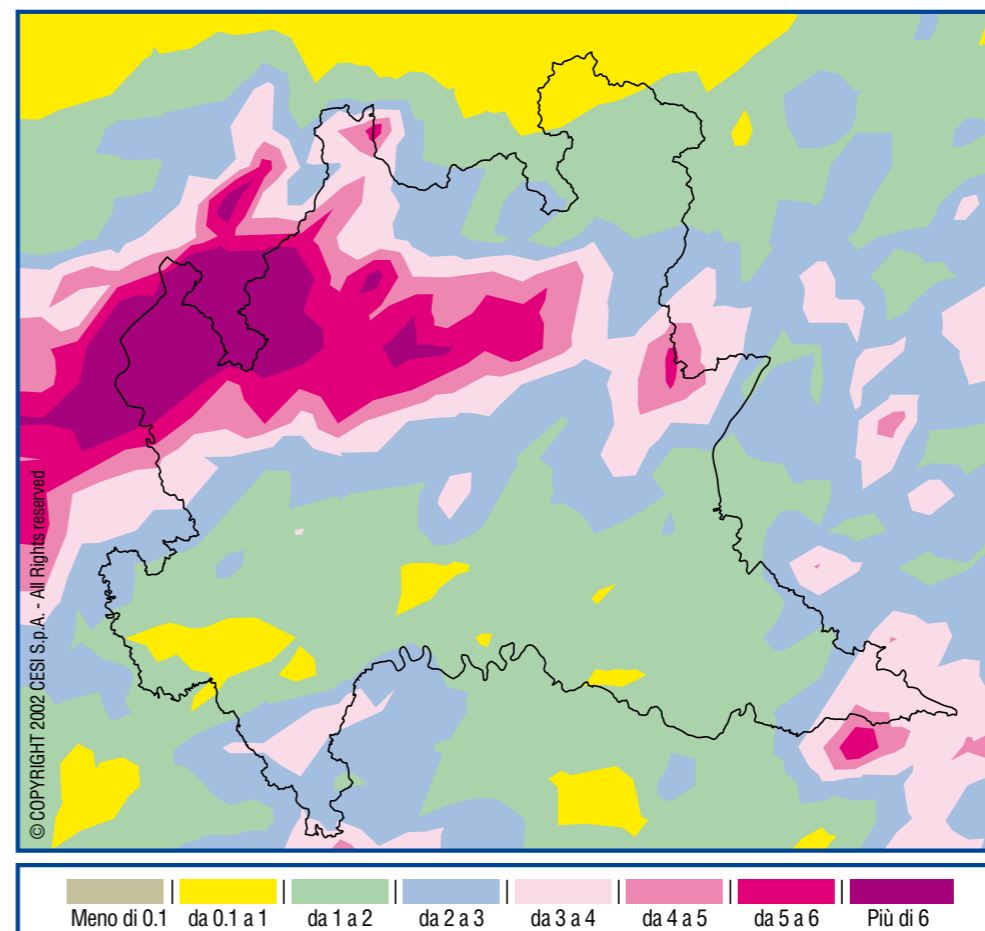 © COPYRIGHT 2002 CESI S.p.A. - All Rights reserved
Meno di 0.1
da 0.1 a 1
da 1 a 2
da 2 a 3
da 3 a 4
da 4 a 5
da 5 a 6
Più di 6